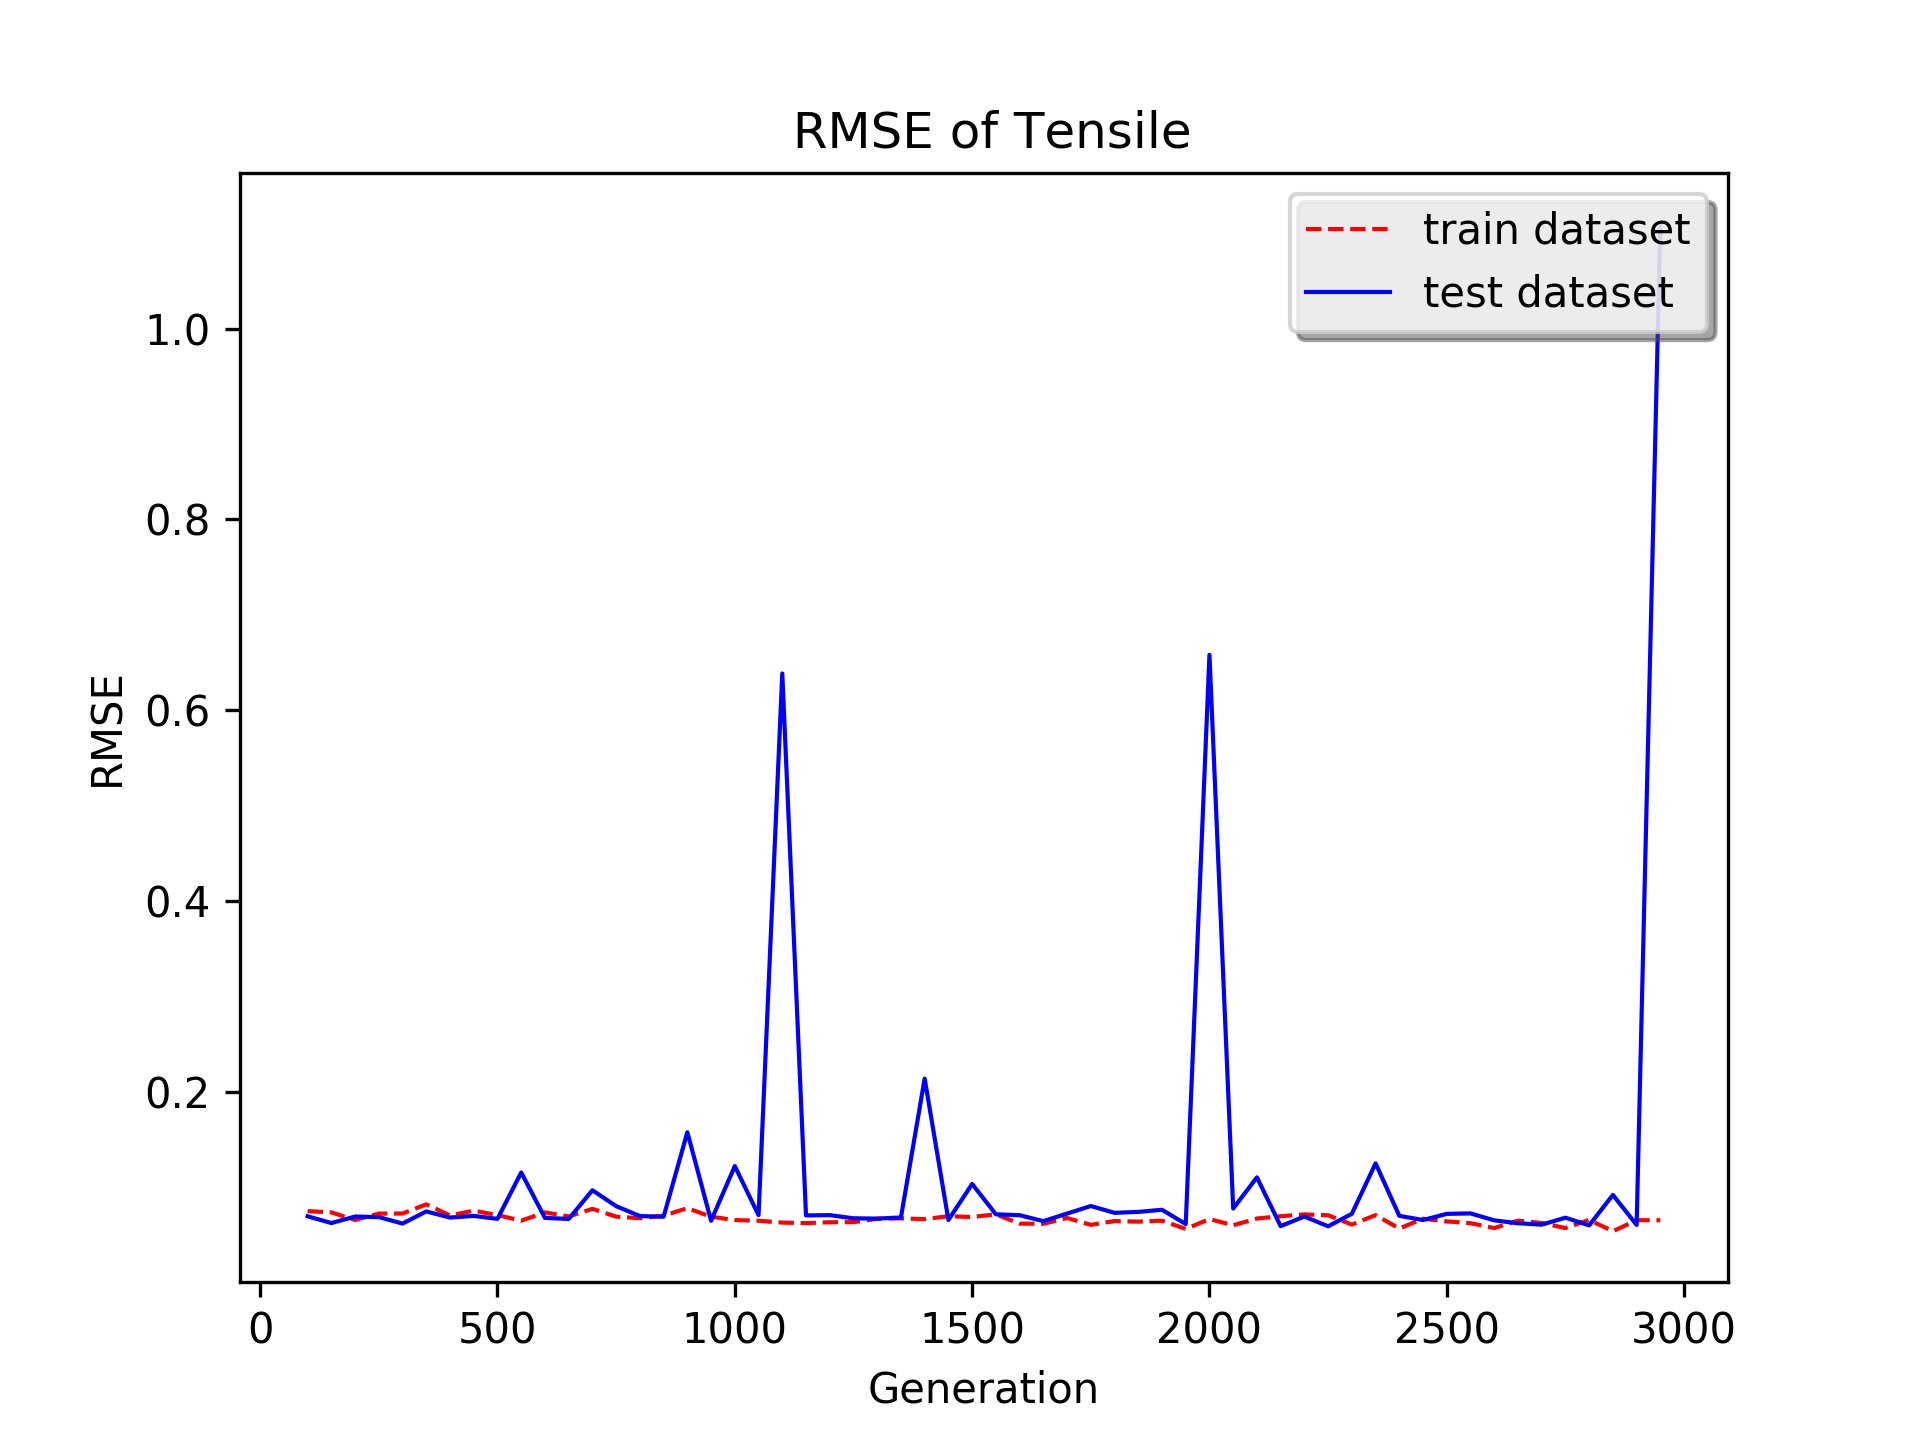 RMSE of Tensile
train dataset
test dataset
1.0
0.8
0.6
0.4
0.2
RMSE
0 500 1000 1500 2000 2500 3000
Generation